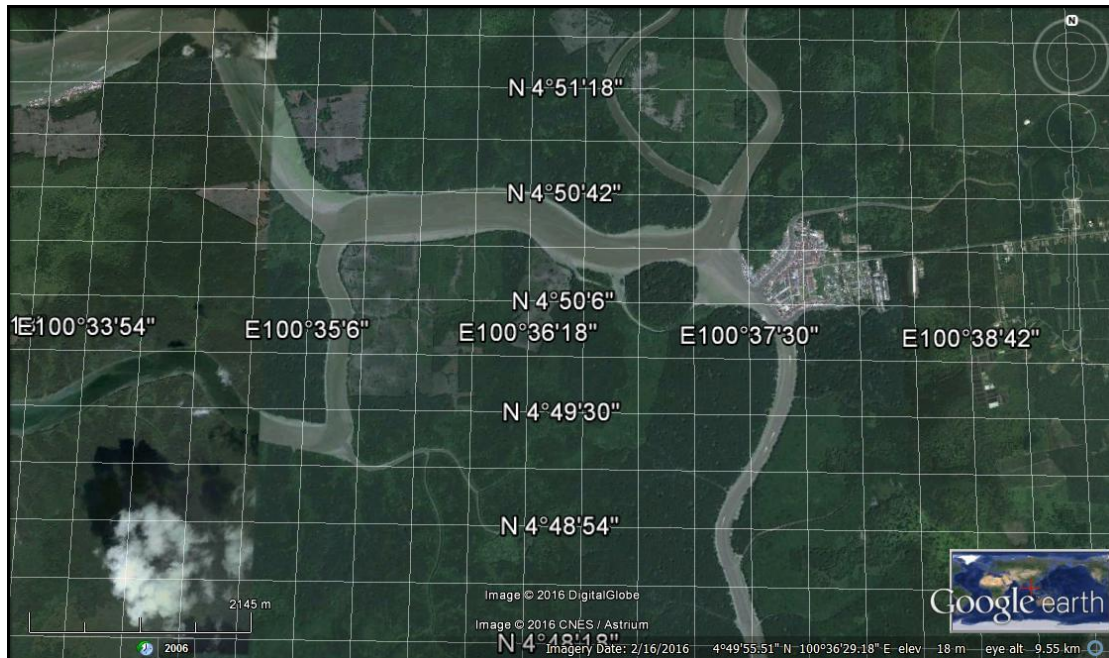 N
N 4°51'18"
N 4°50'42"
N 4°50'6"
E100°33'54" E100°35'6" E100°36'18" E100°37'30" E100°38'42"
N 4°49'30"
N 4°48'54"
Image © 2016 DigitalGlobe
2145 m
Google earth
Image © 2016 CNES / Astrium
N 4°48'18"
2006
Imagery Date: 2/16/2016 4°49'55.51" N 100°36'29.18" E elev 18 m eye alt 9.55 km